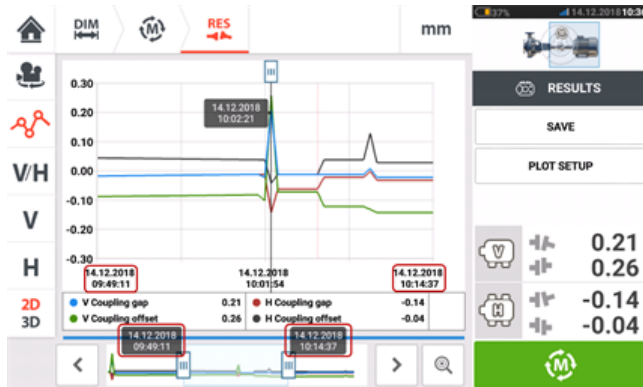 DIM
M
RES
mm
37%
14.12.2018 10:36
RESULTS
SAVE
PLOT SETUP
V/H
V
H
2D
3D
0.30
0.20
0.10
0.00
-0.10
-0.20
-0.30
14.12.2018
10:02:21
14.12.2018
09:49:11
14.12.2018
10:01:54
14.12.2018
10:14:37
V Coupling gap 0.21
H Coupling gap -0.14
V Coupling offset 0.26
H Coupling offset -0.04
14.12.2018
09:49:11
14.12.2018
10:14:37
V
0.21
0.26
H
-0.14
-0.04
M